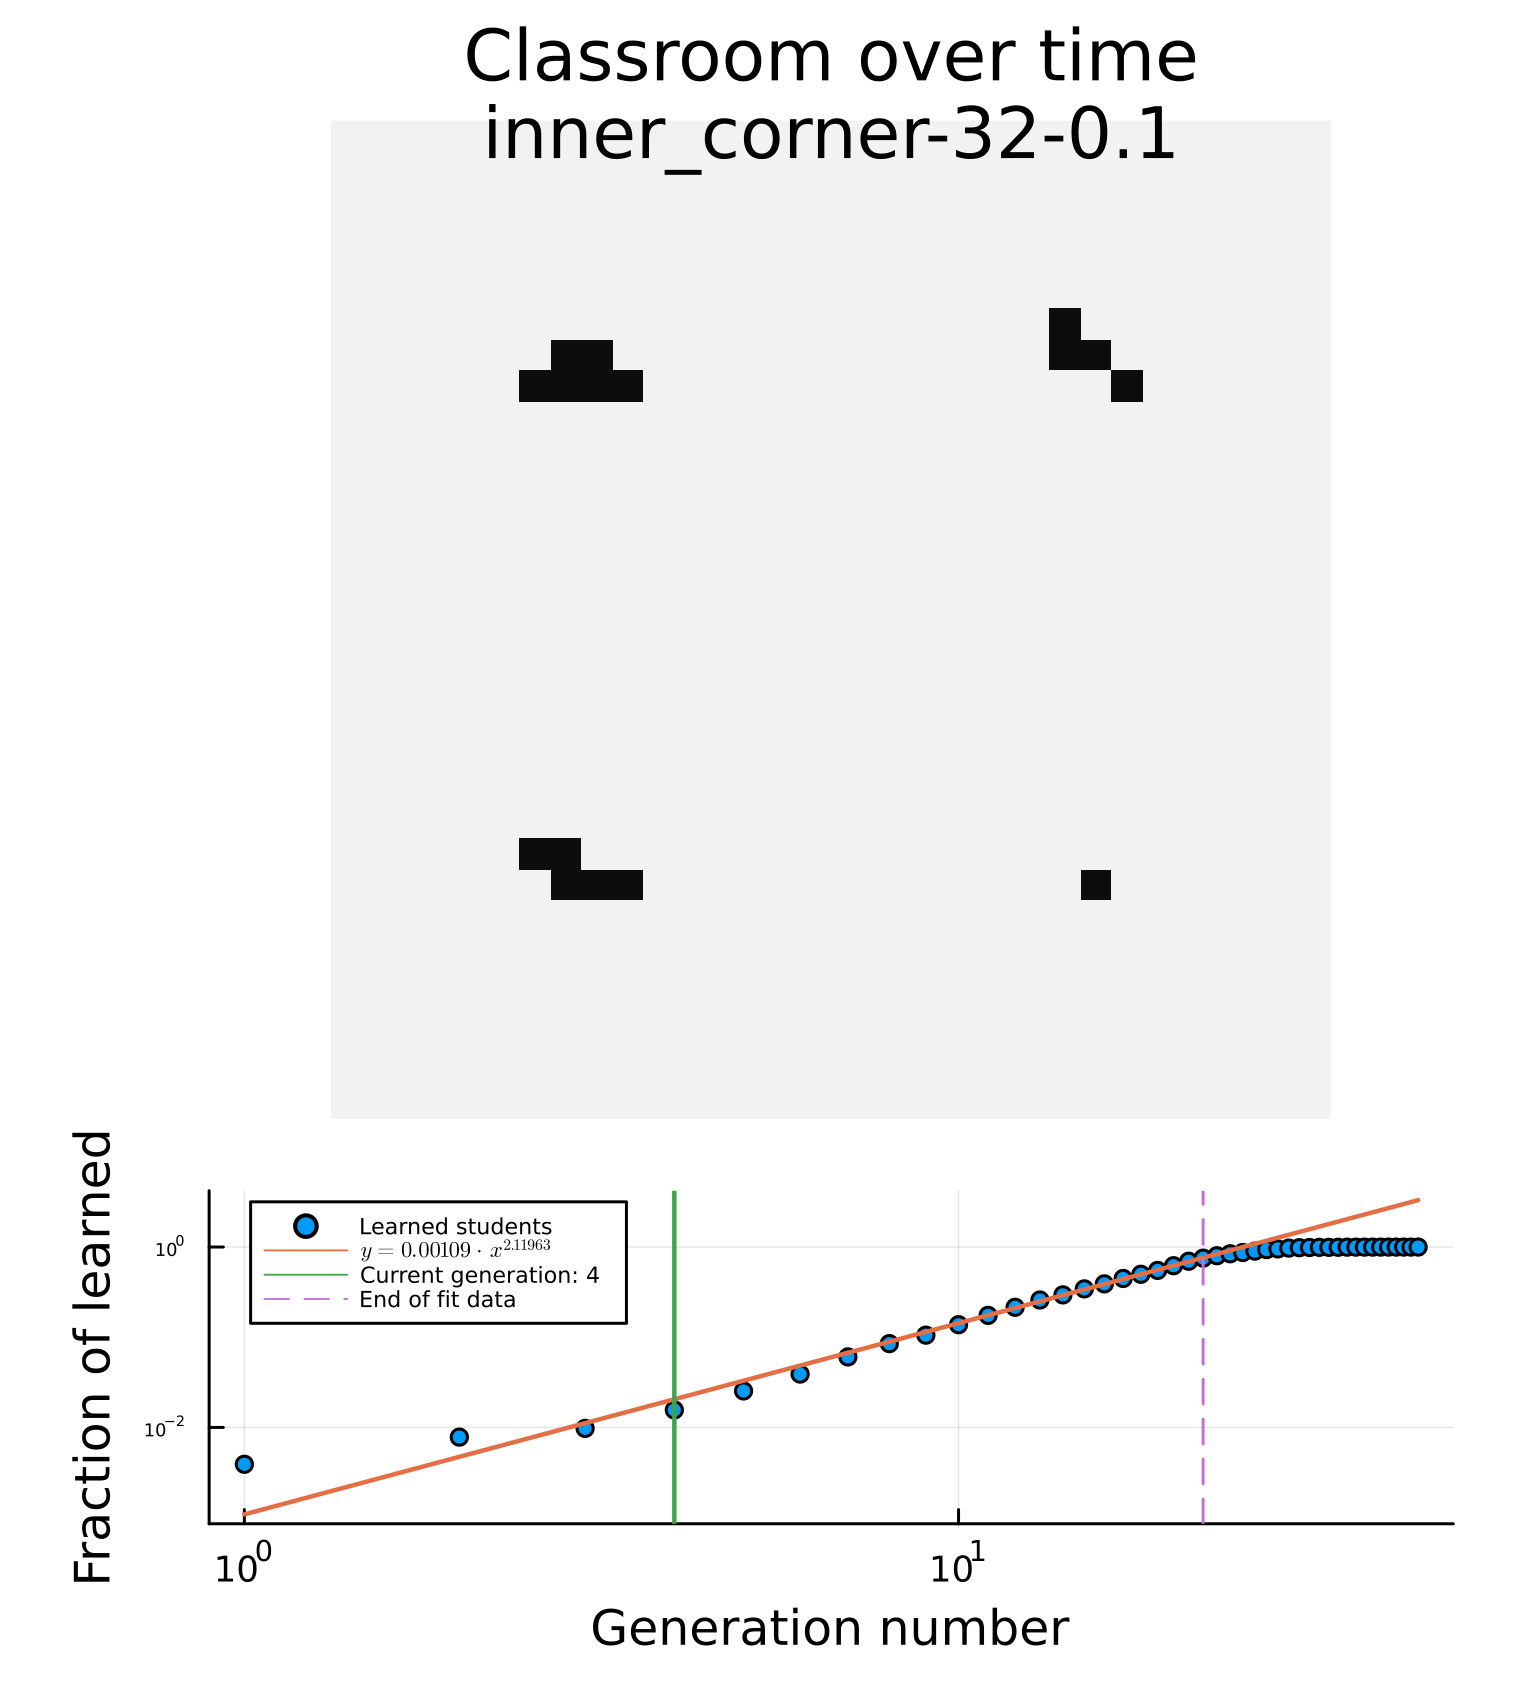 Classroom over time
inner_corner-32-0.1
Fraction of learned
10^0
10^-2
Learned students
y = 0.00109 · x^2.11963
Current generation: 4
End of fit data
10^0
10^1
Generation number